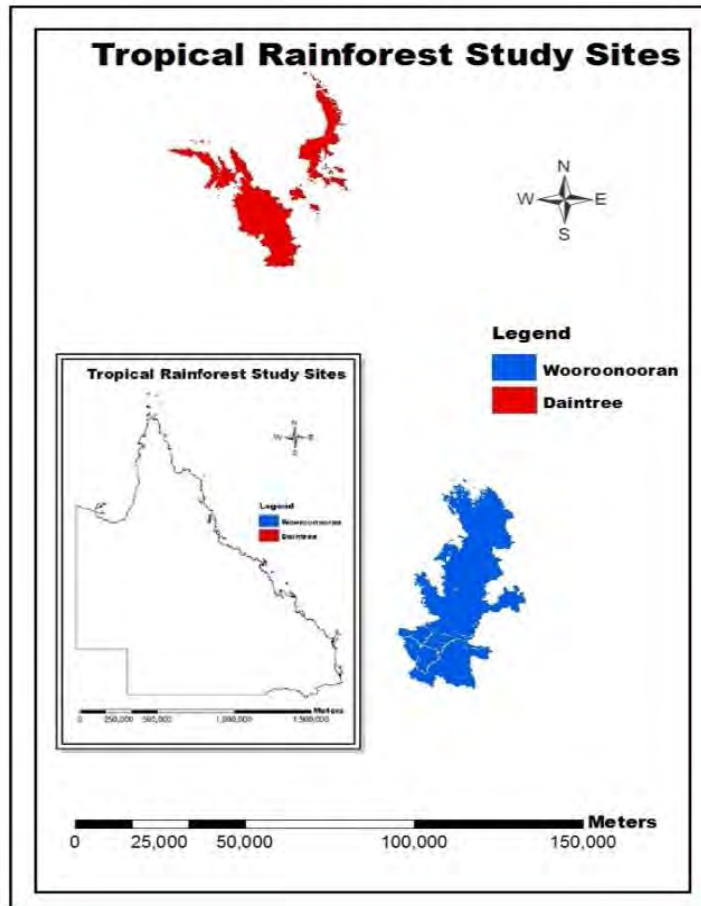 Tropical Rainforest Study Sites
N
W E
S
Legend
Wooroonooran
Daintree
Tropical Rainforest Study Sites
N
W E
S
Legend
Wooroonooran
Daintree
Meters
0 250,000 500,000 1,000,000 1,500,000
Meters
0 25,000 50,000 100,000 150,000